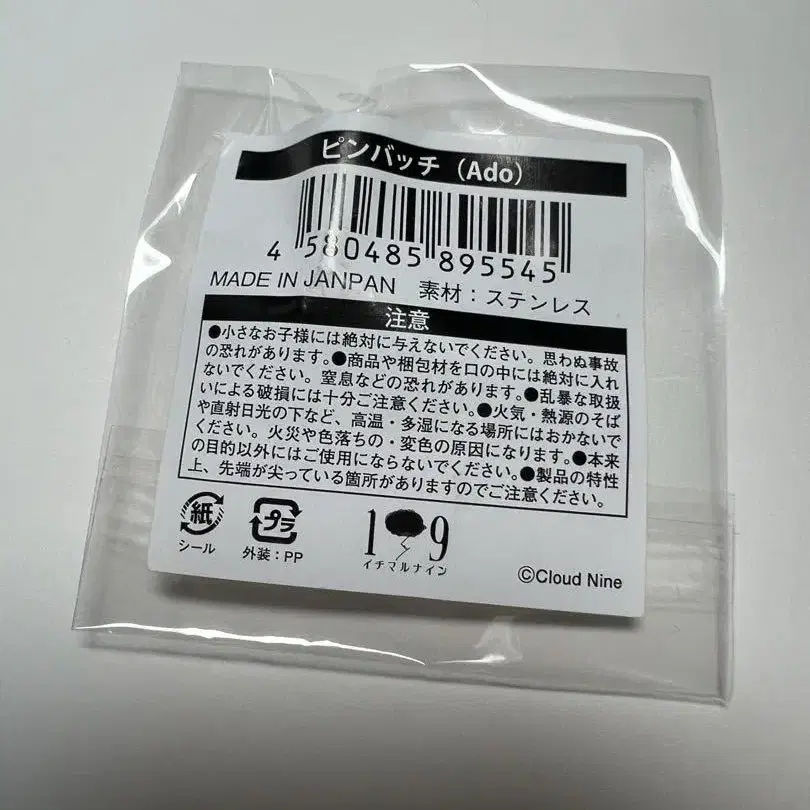 ピンバッチ（Ado）
4 580485 895545
MADE IN JANPAN 素材：ステンレス
注意
●小さなお子様には絶対に与えないでください。思わぬ事故
の恐れがあります。●商品や梱包材を口の中には絶対に入れ
ないでください。窒息などの恐れがあります。●乱暴な取扱
いによる破損には十分ご注意ください。●火気・熱源のそば
や直射日光の下など、高温・多湿になる場所にはおかないで
ください。火災や色落ちの・変色の原因になります。●本来
の目的以外にはご使用にならないでください。●製品の特性
上、先端が尖っている箇所がありますのでご注意ください。
紙
シール
プラ
外装：PP
1 9
イチマルナイン
©Cloud Nine